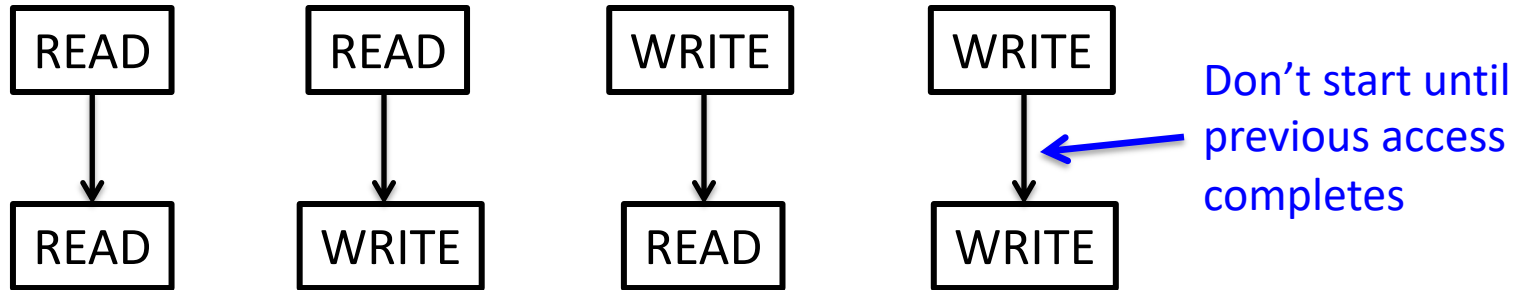 READ
READ
WRITE
WRITE
Don’t start until
previous access
completes
READ
WRITE
READ
WRITE